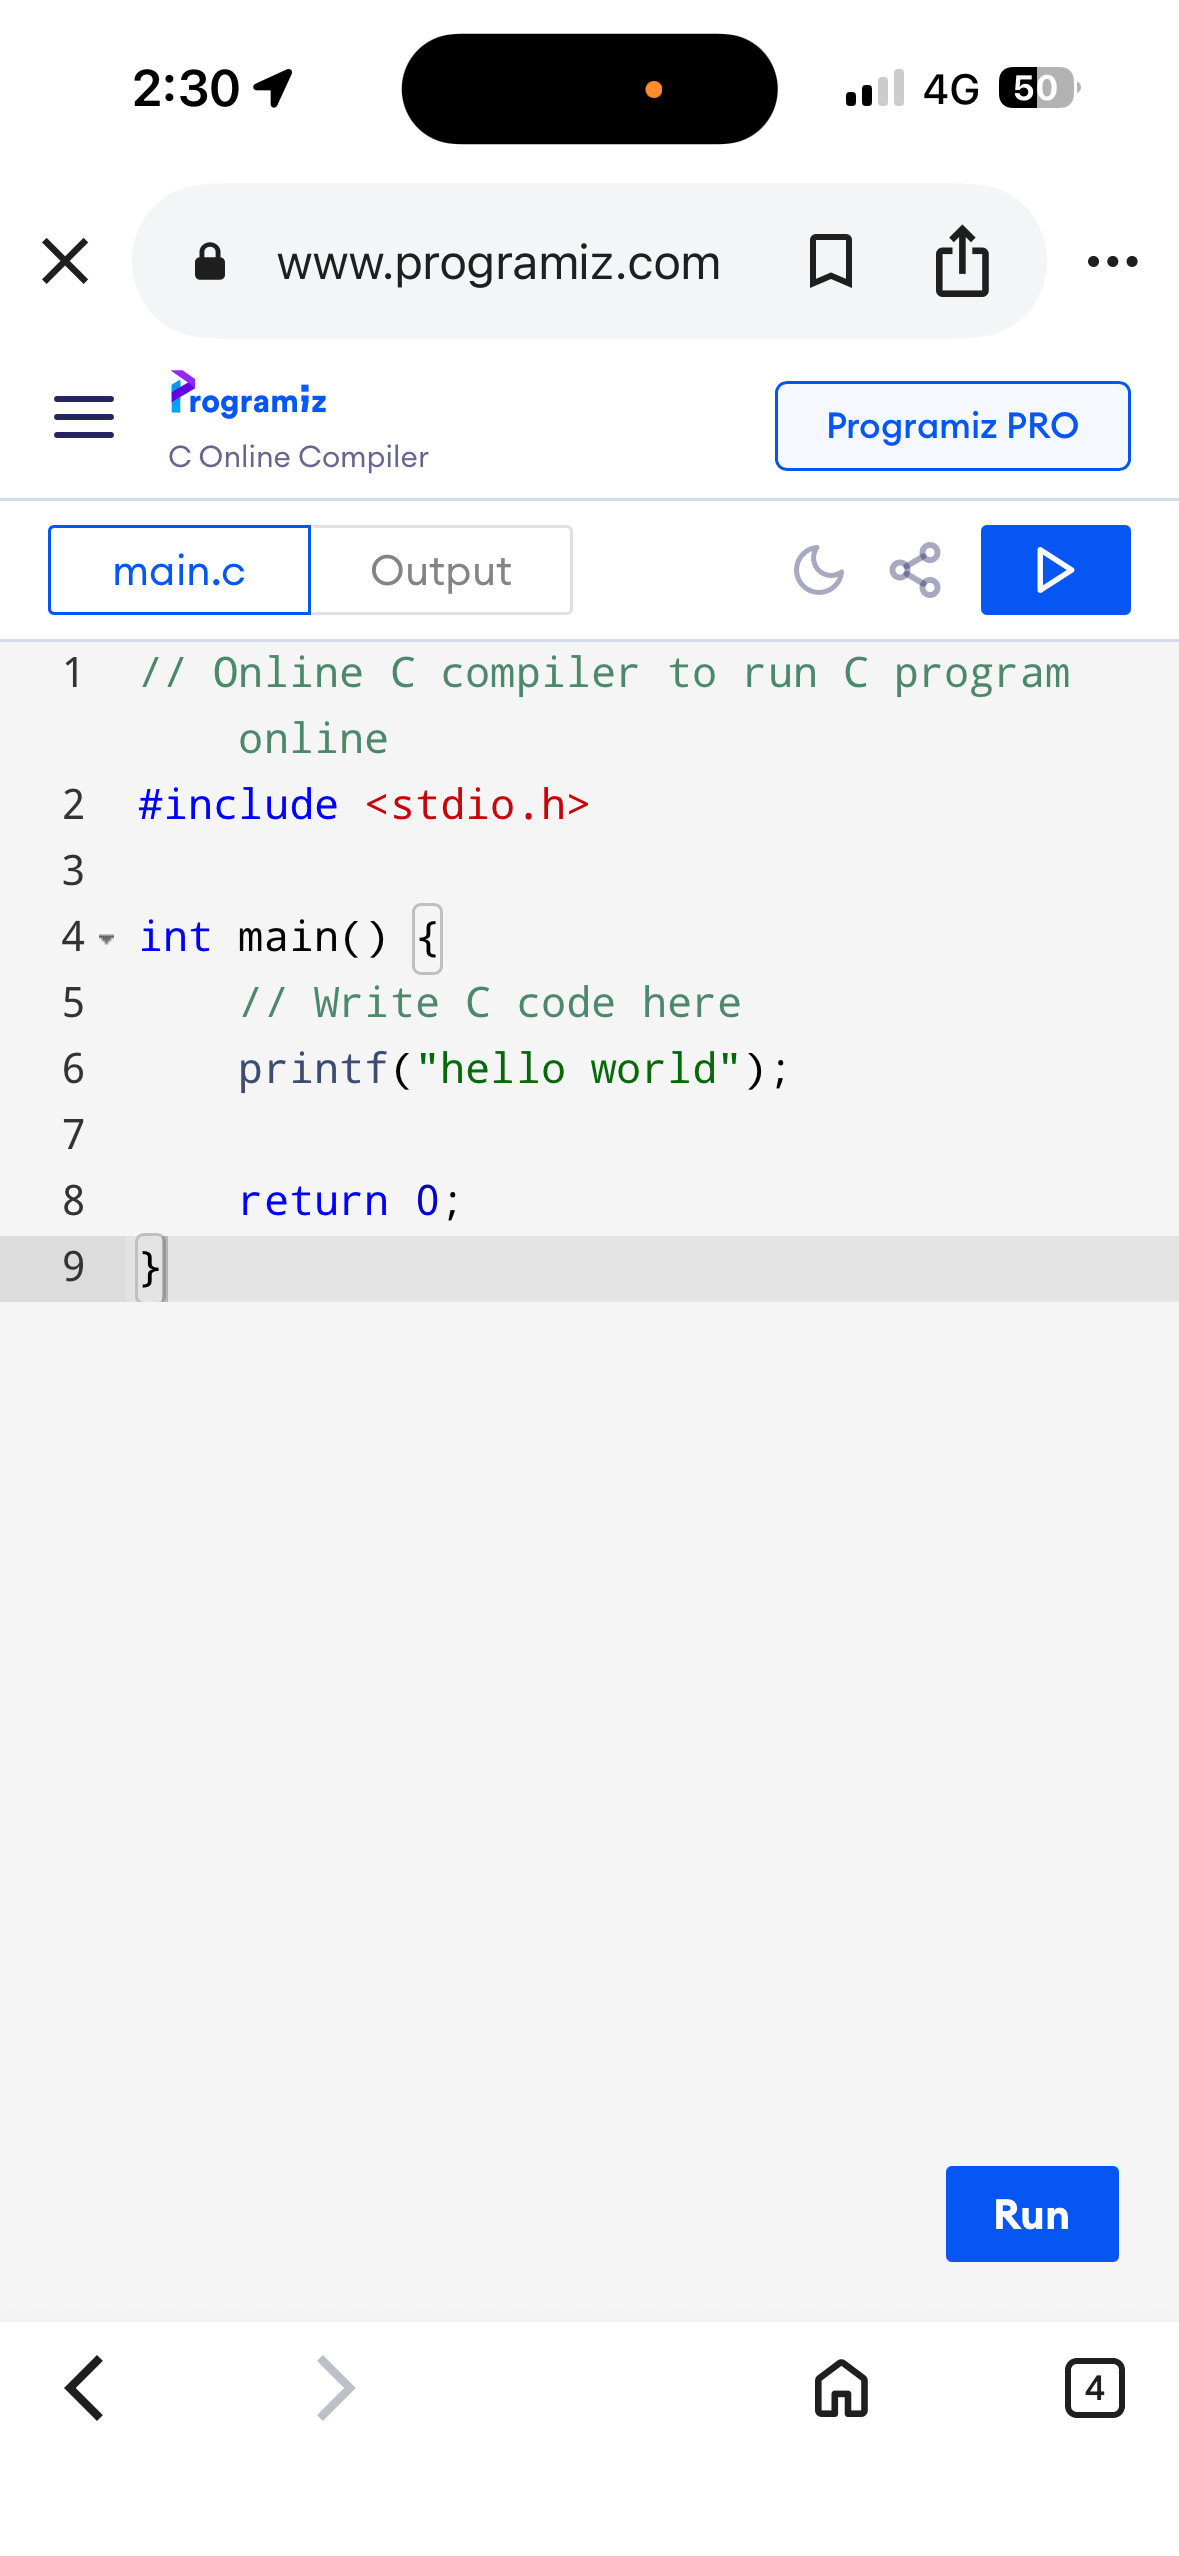 2:30 4G 50
www.programiz.com
Programiz
C Online Compiler
Programiz PRO
main.c Output
1 // Online C compiler to run C program
online
2 #include <stdio.h>
3
4 int main() {
5 // Write C code here
6 printf("hello world");
7
8 return 0;
9 }
Run
4